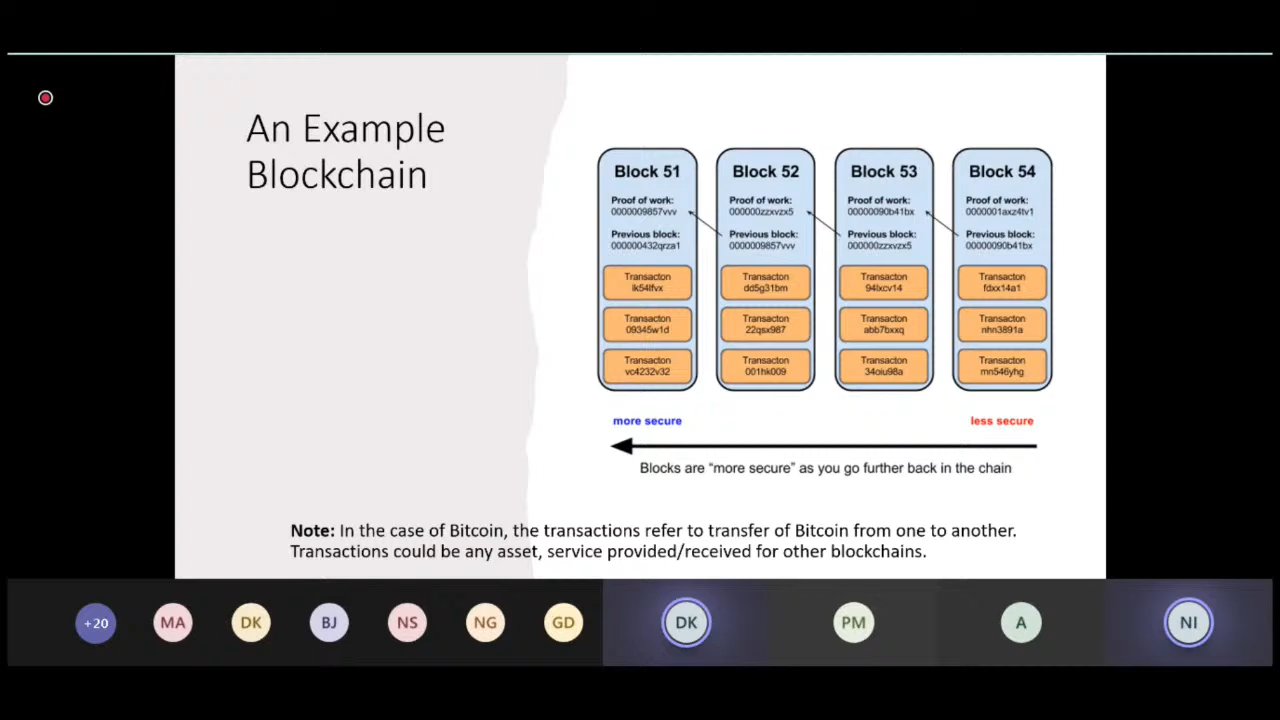 An Example
Blockchain
Block 51
Proof of work:
0000009857vvv
Previous block:
000000432qrza1
Transacton
lk54lfvx
Transacton
09345w1d
Transacton
vc4232v32
Block 52
Proof of work:
000000zzxvzx5
Previous block:
0000009857vvv
Transacton
dd5g31bm
Transacton
22qsx987
Transacton
001hk009
Block 53
Proof of work:
00000090b41bx
Previous block:
000000zzxvzx5
Transacton
94lxcv14
Transacton
abb7bxxq
Transacton
34oiu98a
Block 54
Proof of work:
0000001axz4tv1
Previous block:
00000090b41bx
Transacton
fdxx14a1
Transacton
nhn3891a
Transacton
mn546yhg
more secure
less secure
Blocks are “more secure” as you go further back in the chain
Note: In the case of Bitcoin, the transactions refer to transfer of Bitcoin from one to another.
Transactions could be any asset, service provided/received for other blockchains.
+20
MA
DK
BJ
NS
NG
GD
DK
PM
A
NI